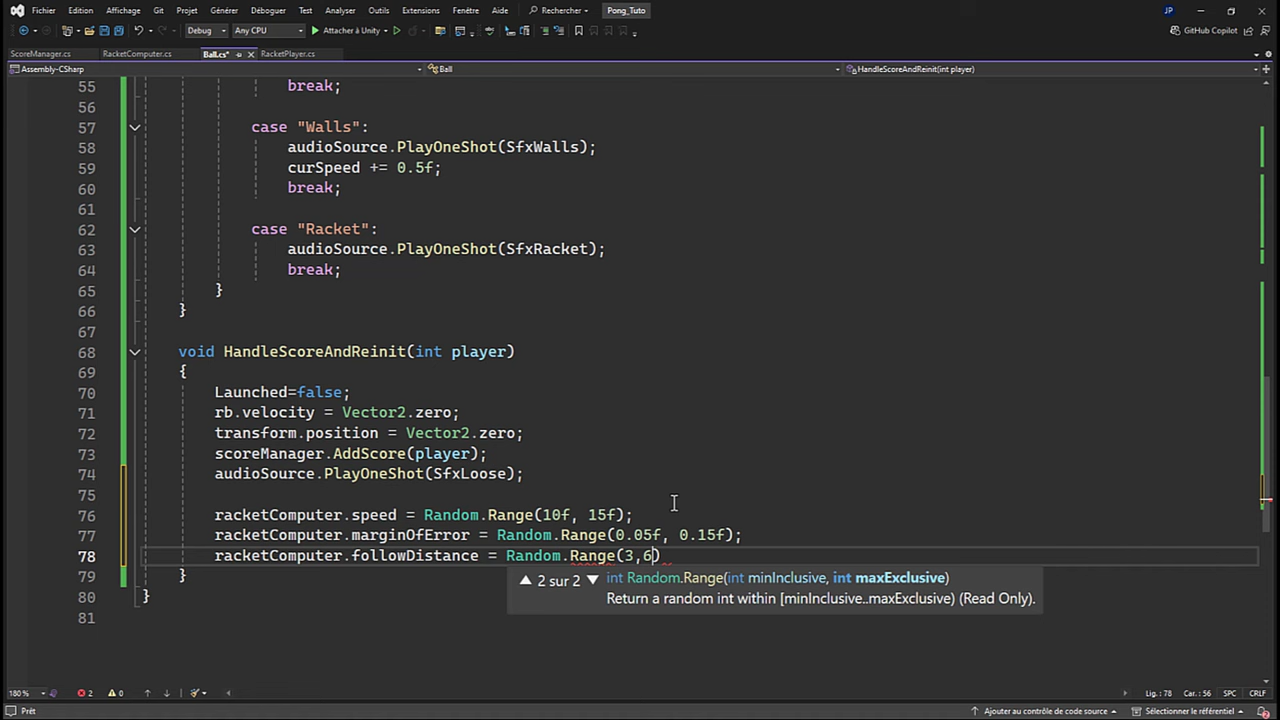 Fichier Edition Affichage Git Projet Générer Déboguer Test Analyser Outils Extensions Fenêtre Aide Rechercher Pong_Tuto JP
Debug Any CPU Attacher à Unity GitHub Copilot
ScoreManager.cs RacketComputer.cs Ball.cs* RacketPlayer.cs
Assembly-CSharp Ball HandleScoreAndReinit(int player)
55 break;
56
57 case "Walls":
58 audioSource.PlayOneShot(SfxWalls);
59 curSpeed += 0.5f;
60 break;
61
62 case "Racket":
63 audioSource.PlayOneShot(SfxRacket);
64 break;
65 }
66 }
67
68 void HandleScoreAndReinit(int player)
69 {
70 Launched=false;
71 rb.velocity = Vector2.zero;
72 transform.position = Vector2.zero;
73 scoreManager.AddScore(player);
74 audioSource.PlayOneShot(SfxLoose);
75
76 racketComputer.speed = Random.Range(10f, 15f);
77 racketComputer.marginOfError = Random.Range(0.05f, 0.15f);
78 racketComputer.followDistance = Random.Range(3,6)
79 }
2 sur 2 int Random.Range(int minInclusive, int maxExclusive)
Return a random int within [minInclusive..maxExclusive) (Read Only).
80 }
81
180 % 2 0 Lig. : 78 Car. : 56 SPC CRLF
Prêt Ajouter au contrôle de code source Sélectionner le référentiel